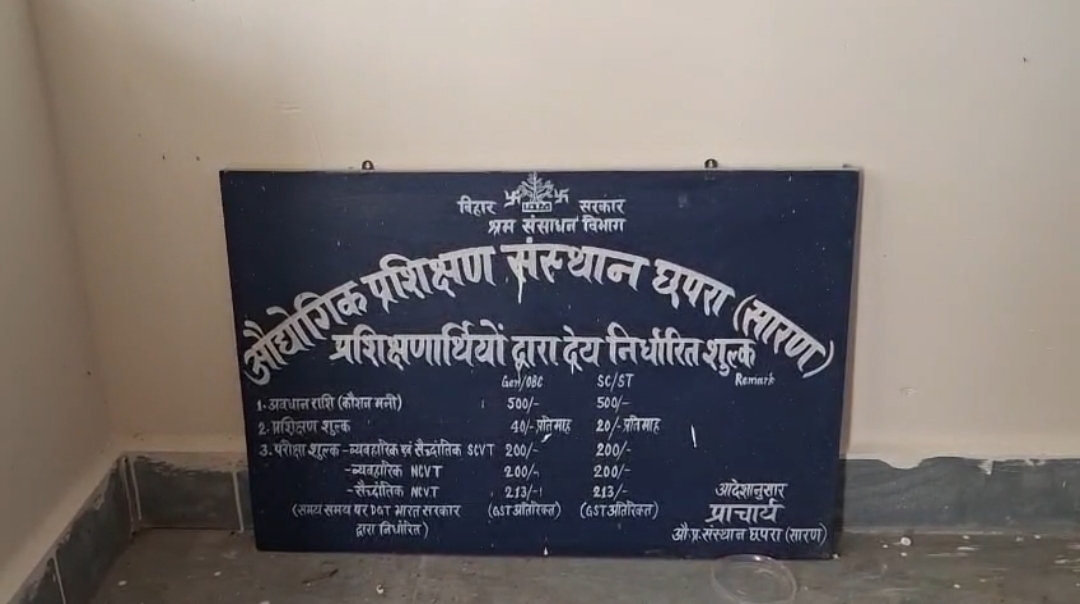 बिहार सरकार
श्रम संसाधन विभाग
औद्योगिक प्रशिक्षण संस्थान छपरा (सारण)
प्रशिक्षणार्थियों द्वारा देय निर्धारित शुल्क
Gen/OBC SC/ST Remark
1. अवधान राशि (कौशन मनी) 500/- 500/-
2. प्रशिक्षण शुल्क 40/- प्रतिमाह 20/- प्रतिमाह
3. परीक्षा शुल्क - व्यवहारिक एवं सैद्धांतिक SCVT 200/- 200/-
- व्यवहारिक NCVT 200/- 200/-
- सैद्धांतिक NCVT 213/- 213/-
(समय समय पर DGT भारत सरकार (GST अतिरिक्त) (GST अतिरिक्त)
द्वारा निर्धारित)
आदेशानुसार
प्राचार्य
औ.प्र.संस्थान छपरा (सारण)